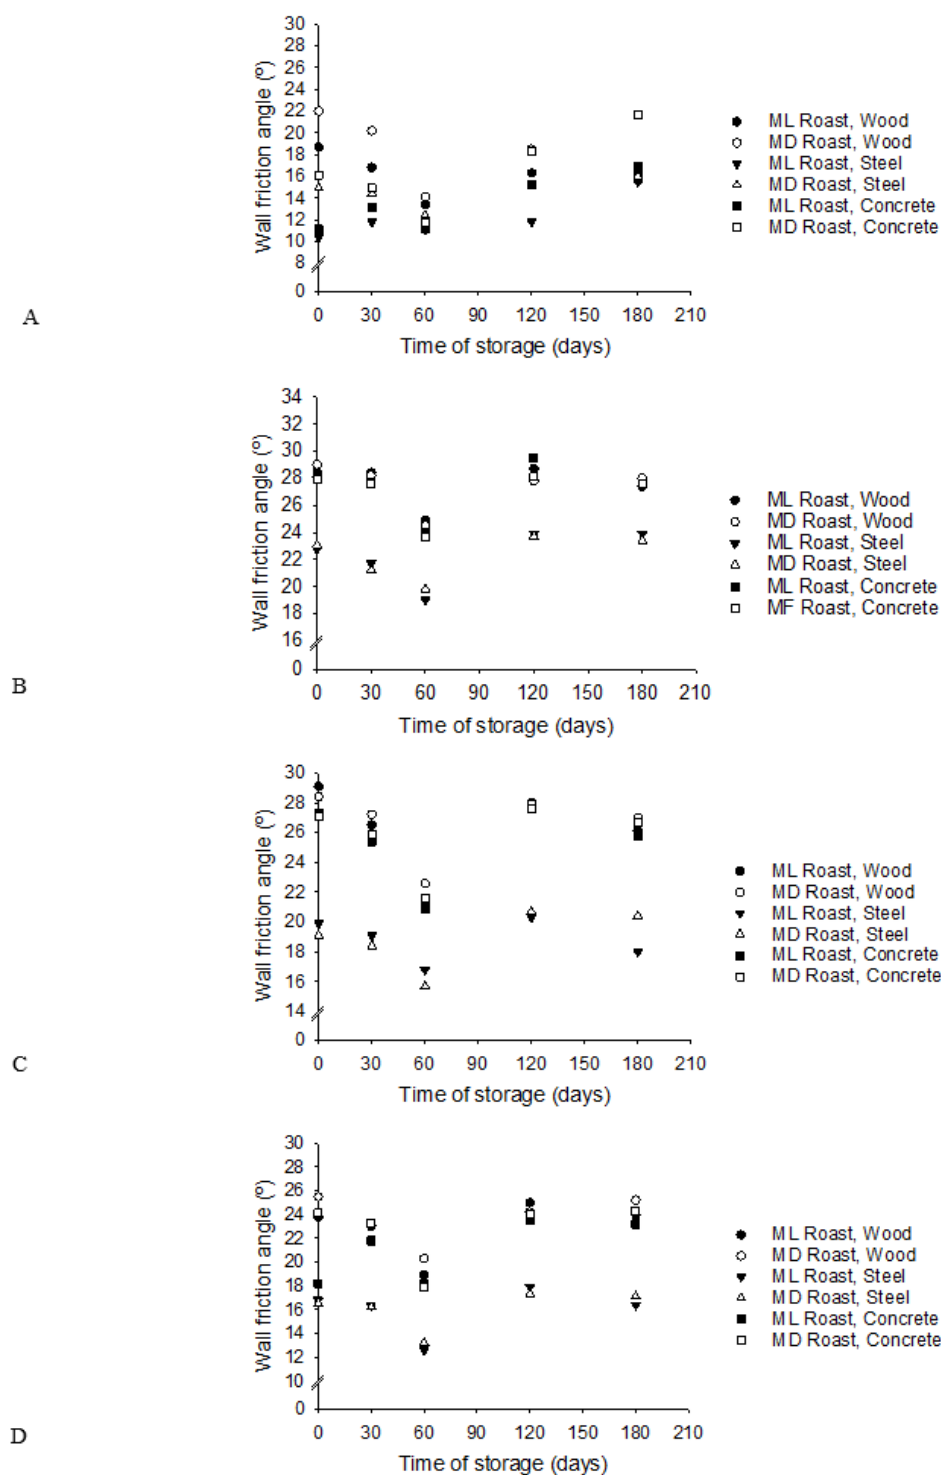 30
28
26
24
22
20
18
16
14
12
10
8
0
Wall friction angle (º)
0 30 60 90 120 150 180 210
Time of storage (days)
ML Roast, Wood
MD Roast, Wood
ML Roast, Steel
MD Roast, Steel
ML Roast, Concrete
MD Roast, Concrete
A
34
32
30
28
26
24
22
20
18
16
0
Wall friction angle (º)
0 30 60 90 120 150 180 210
Time of storage (days)
ML Roast, Wood
MD Roast, Wood
ML Roast, Steel
MD Roast, Steel
ML Roast, Concrete
MF Roast, Concrete
B
30
28
26
24
22
20
18
16
14
0
Wall friction angle (º)
0 30 60 90 120 150 180 210
Time of storage (days)
ML Roast, Wood
MD Roast, Wood
ML Roast, Steel
MD Roast, Steel
ML Roast, Concrete
MD Roast, Concrete
C
30
28
26
24
22
20
18
16
14
12
10
0
Wall friction angle (º)
0 30 60 90 120 150 180 210
Time of storage (days)
ML Roast, Wood
MD Roast, Wood
ML Roast, Steel
MD Roast, Steel
ML Roast, Concrete
MD Roast, Concrete
D